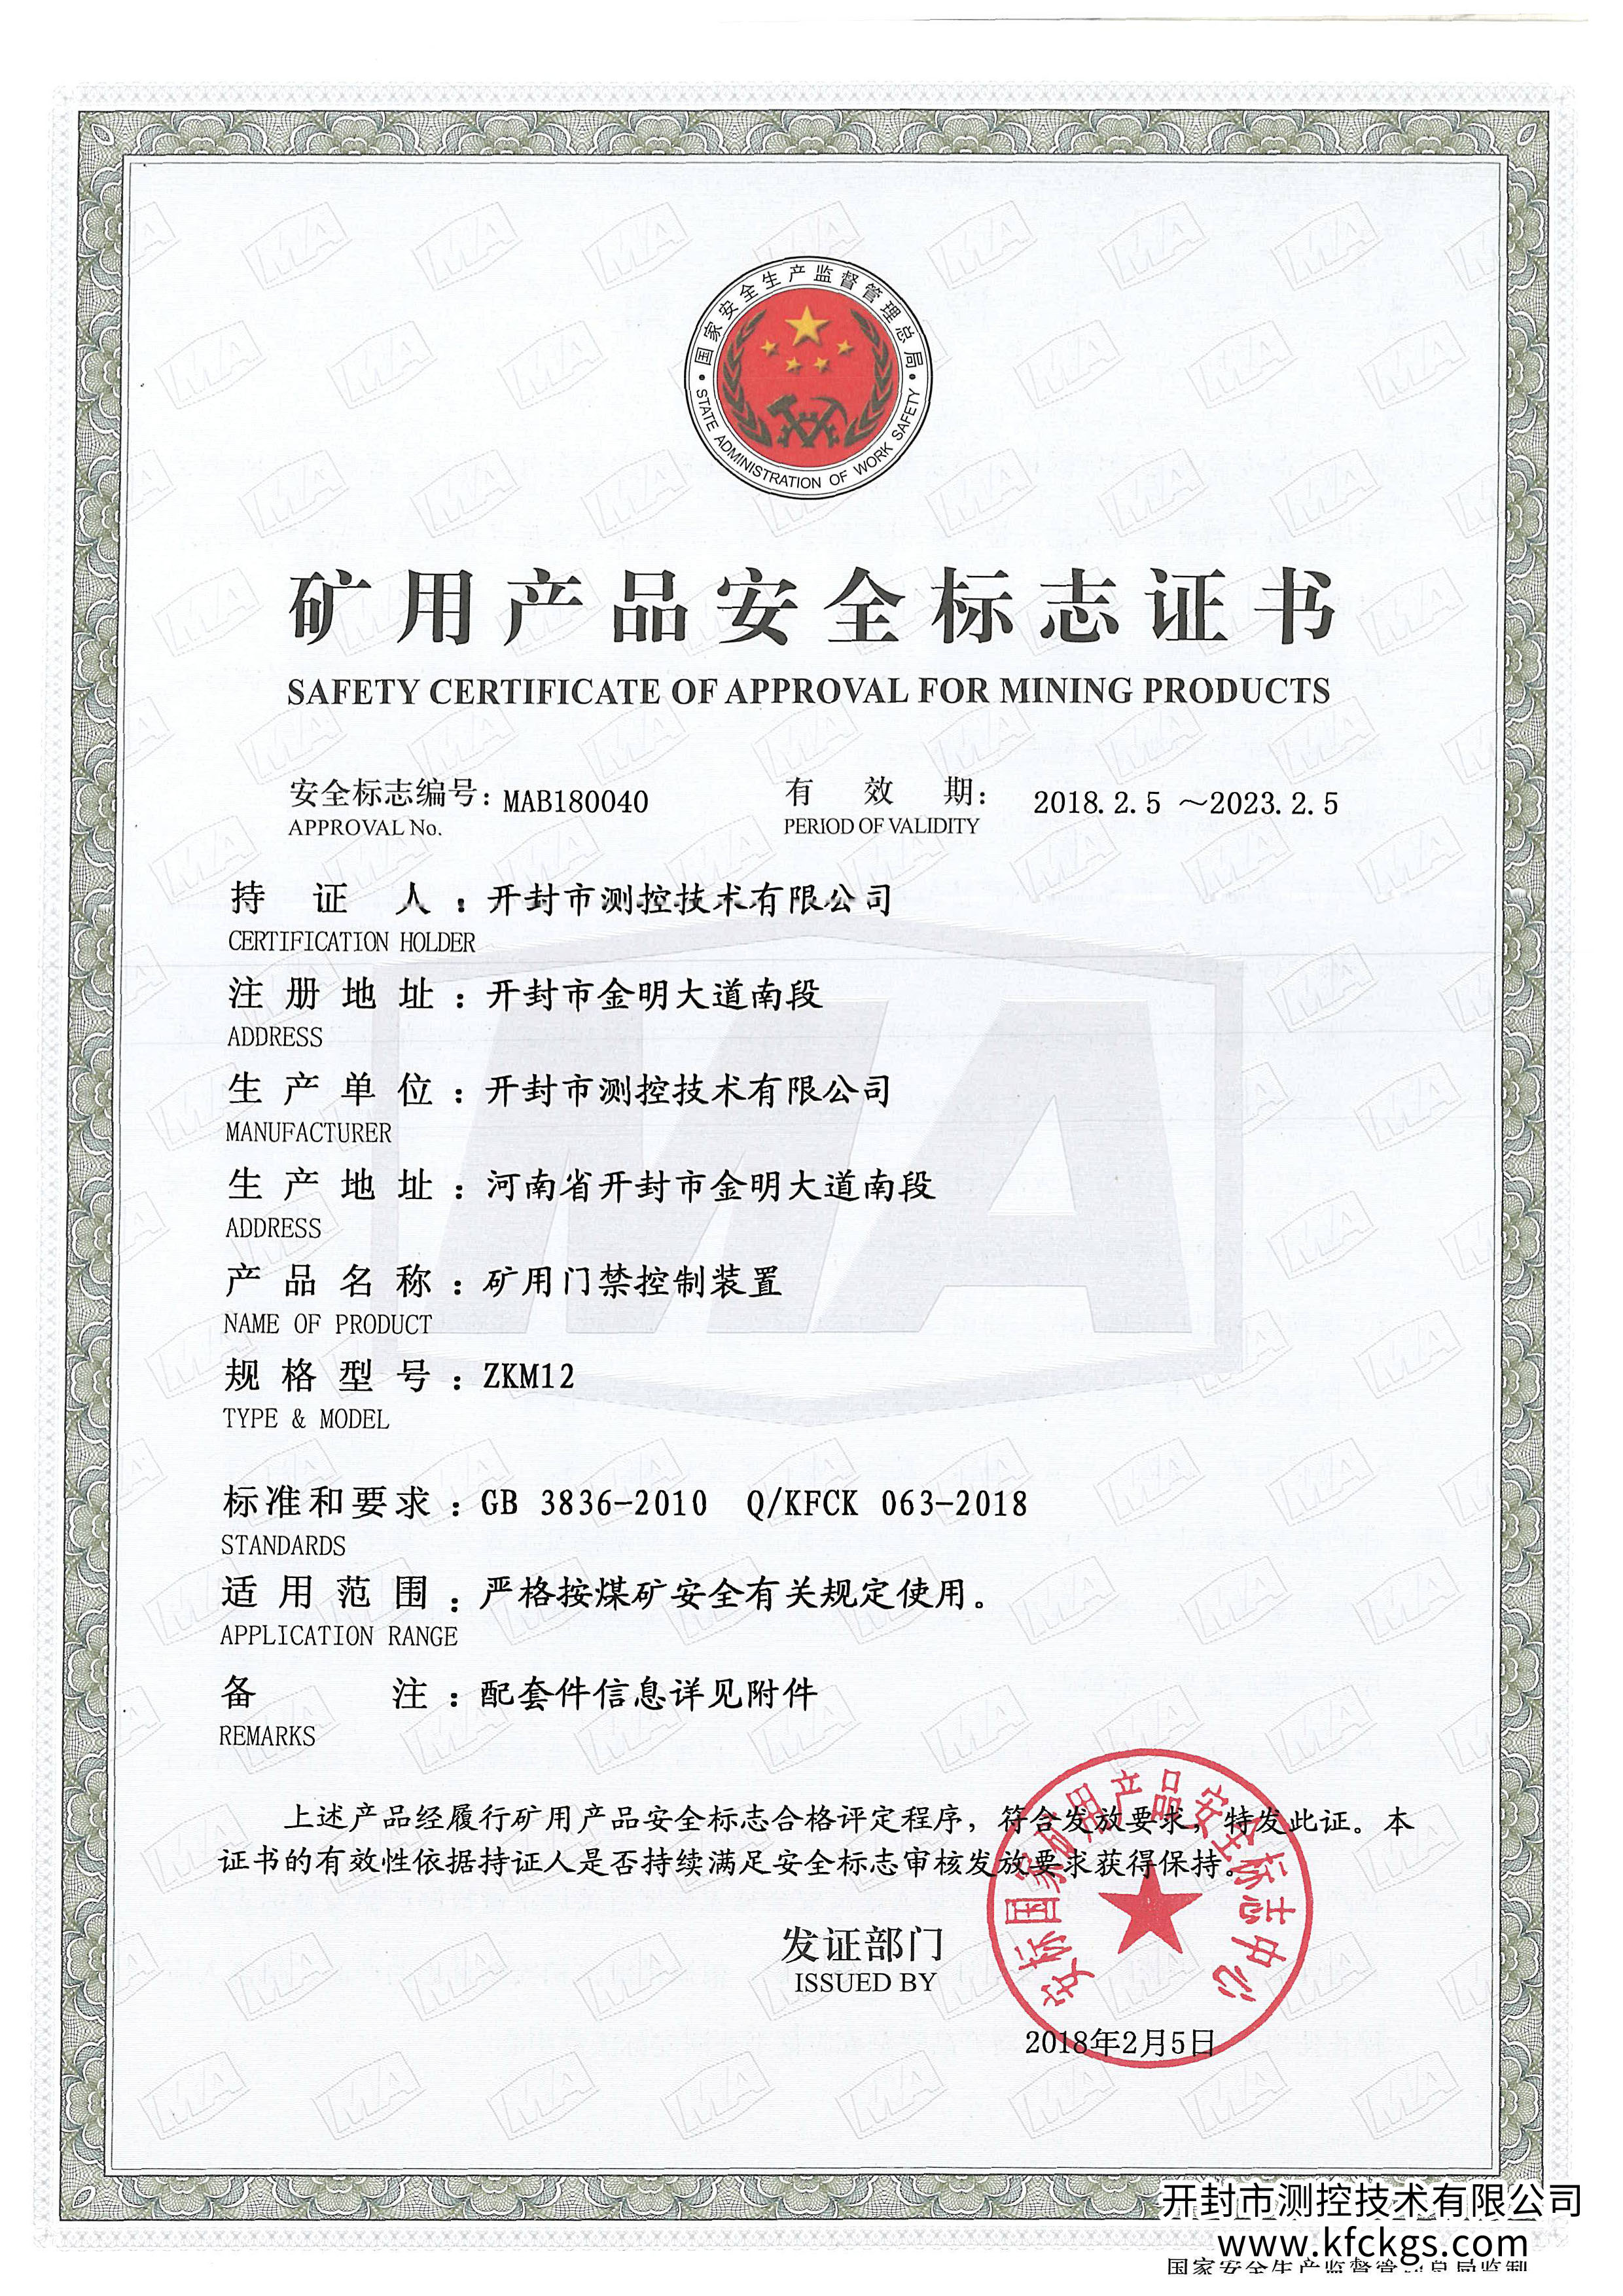 国家安全生产监督管理总局
STATE ADMINISTRATION OF WORK SAFETY
矿用产品安全标志证书
SAFETY CERTIFICATE OF APPROVAL FOR MINING PRODUCTS
安全标志编号：MAB180040 有效期：2018.2.5 ～2023.2.5
APPROVAL No. PERIOD OF VALIDITY
持证人：开封市测控技术有限公司
CERTIFICATION HOLDER
注册地址：开封市金明大道南段
ADDRESS
生产单位：开封市测控技术有限公司
MANUFACTURER
生产地址：河南省开封市金明大道南段
ADDRESS
产品名称：矿用门禁控制装置
NAME OF PRODUCT
规格型号：ZKM12
TYPE & MODEL
标准和要求：GB 3836-2010 Q/KFCK 063-2018
STANDARDS
适用范围：严格按煤矿安全有关规定使用。
APPLICATION RANGE
备注：配套件信息详见附件
REMARKS
上述产品经履行矿用产品安全标志合格评定程序，符合发放要求，特发此证。本
证书的有效性依据持证人是否持续满足安全标志审核发放要求获得保持。
安标国家矿用产品安全标志中心
发证部门
ISSUED BY
2018年2月5日
MA
开封市测控技术有限公司
www.kfckgs.com
国家安全生产监督管理总局监制